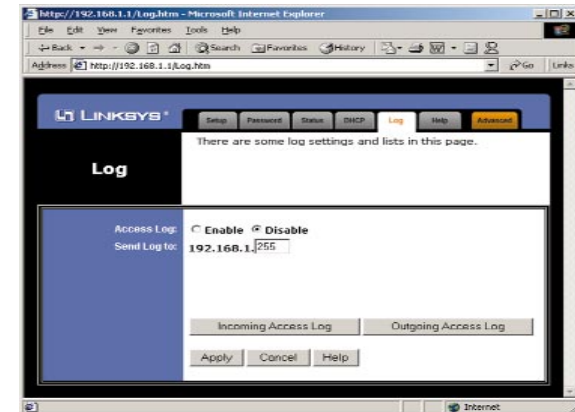 http://192.168.1.1/Log.htm - Microsoft Internet Explorer
File Edit View Favorites Tools Help
Back Search Favorites History
Address http://192.168.1.1/Log.htm Go Links
LINKSYS®
Setup Password Status DHCP Log Help Advanced
Log
There are some log settings and lists in this page.
Access Log: Enable Disable
Send Log to: 192.168.1.255
Incoming Access Log Outgoing Access Log
Apply Cancel Help
Internet